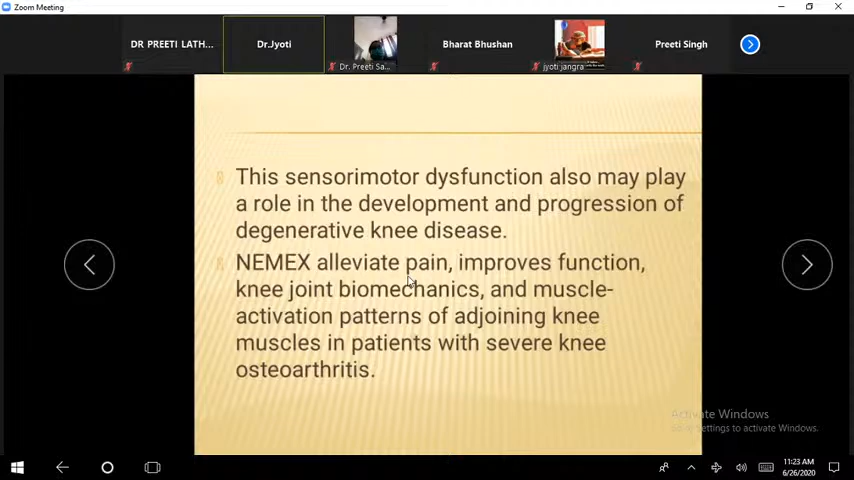 Zoom Meeting
DR PREETI LATH...
Dr.Jyoti
Dr. Preeti Sa...
Bharat Bhushan
jyoti jangra
Preeti Singh
This sensorimotor dysfunction also may play
a role in the development and progression of
degenerative knee disease.
NEMEX alleviate pain, improves function,
knee joint biomechanics, and muscle-
activation patterns of adjoining knee
muscles in patients with severe knee
osteoarthritis.
Activate Windows
Go to Settings to activate Windows.
11:23 AM
6/26/2020